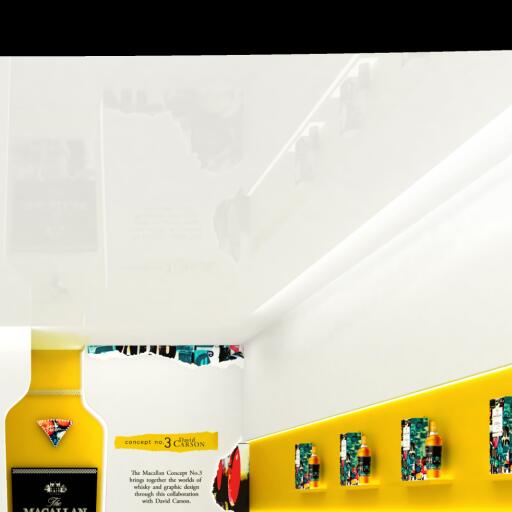 concept no.3 David CARSON
The Macallan Concept No.3
brings together the worlds of
whisky and graphic design
through this collaboration
with David Carson.
MACALLAN